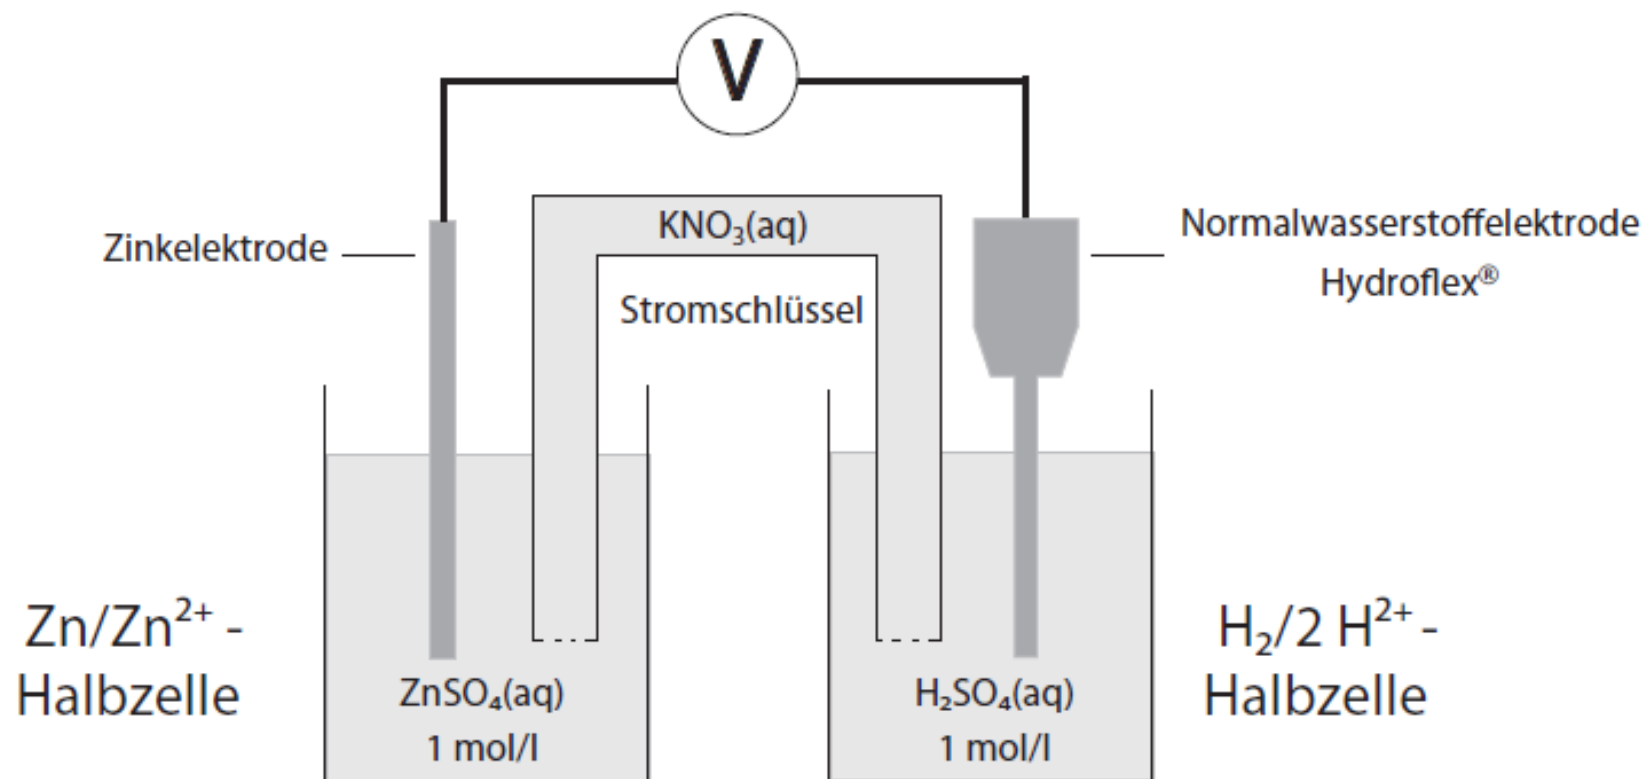 V
Zinkelektrode
KNO₃(aq)
Stromschlüssel
Normalwasserstoffelektrode
Hydroflex®
Zn/Zn²⁺ -
Halbzelle
ZnSO₄(aq)
1 mol/l
H₂SO₄(aq)
1 mol/l
H₂/2 H²⁺ -
Halbzelle